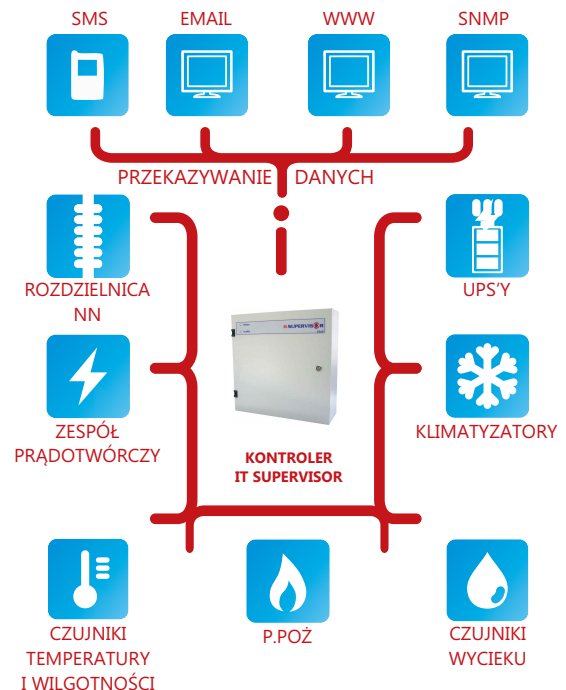 SMS
EMAIL
WWW
SNMP
PRZEKAZYWANIE DANYCH
ROZDZIELNICA
NN
UPS'Y
SUPERVISOR
ZESPÓŁ
PRĄDOTWÓRCZY
KLIMATYZATORY
KONTROLER
IT SUPERVISOR
CZUJNIKI
TEMPERATURY
I WILGOTNOŚCI
P.POŻ
CZUJNIKI
WYCIEKU